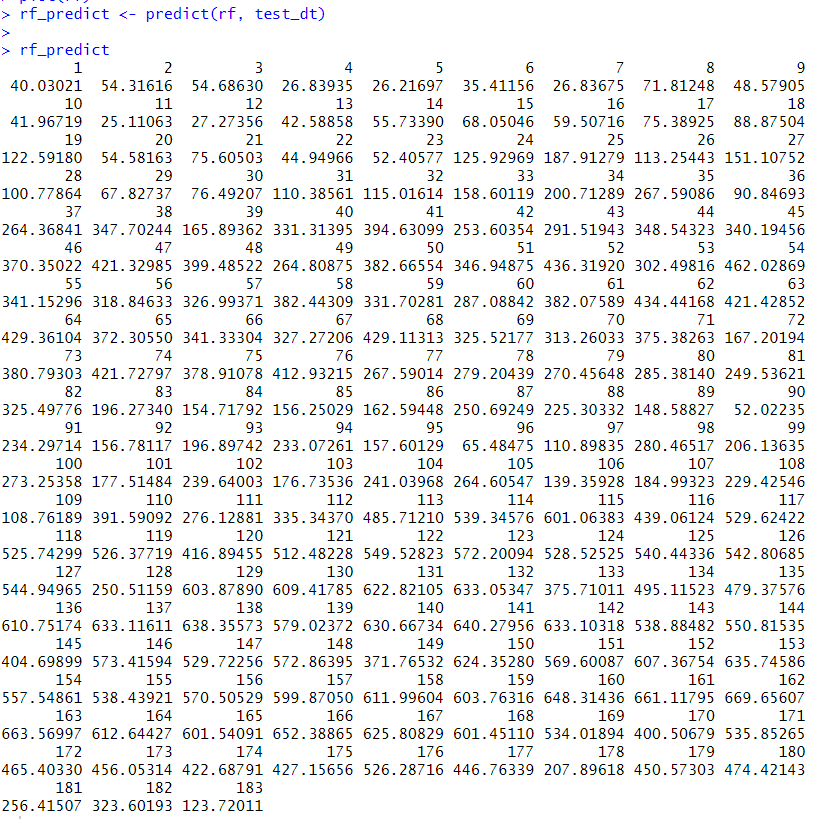 > rf_predict <- predict(rf, test_dt)
>
> rf_predict
1 2 3 4 5 6 7 8 9
40.03021 54.31616 54.68630 26.83935 26.21697 35.41156 26.83675 71.81248 48.57905
10 11 12 13 14 15 16 17 18
41.96719 25.11063 27.27356 42.58858 55.73390 68.05046 59.50716 75.38925 88.87504
19 20 21 22 23 24 25 26 27
122.59180 54.58163 75.60503 44.94966 52.40577 125.92969 187.91279 113.25443 151.10752
28 29 30 31 32 33 34 35 36
100.77864 67.82737 76.49207 110.38561 115.01614 158.60119 200.71289 267.59086 90.84693
37 38 39 40 41 42 43 44 45
264.36841 347.70244 165.89362 331.31395 394.63099 253.60354 291.51943 348.54323 340.19456
46 47 48 49 50 51 52 53 54
370.35022 421.32985 399.48522 264.80875 382.66554 346.94875 436.31920 302.49816 462.02869
55 56 57 58 59 60 61 62 63
341.15296 318.84633 326.99371 382.44309 331.70281 287.08842 382.07589 434.44168 421.42852
64 65 66 67 68 69 70 71 72
429.36104 372.30550 341.33304 327.27206 429.11313 325.52177 313.26033 375.38263 167.20194
73 74 75 76 77 78 79 80 81
380.79303 421.72797 378.91078 412.93215 267.59014 279.20439 270.45648 285.38140 249.53621
82 83 84 85 86 87 88 89 90
325.49776 196.27340 154.71792 156.25029 162.59448 250.69249 225.30332 148.58827 52.02235
91 92 93 94 95 96 97 98 99
234.29714 156.78117 196.89742 233.07261 157.60129 65.48475 110.89835 280.46517 206.13635
100 101 102 103 104 105 106 107 108
273.25358 177.51484 239.64003 176.73536 241.03968 264.60547 139.35928 184.99323 229.42546
109 110 111 112 113 114 115 116 117
108.76189 391.59092 276.12881 335.34370 485.71210 539.34576 601.06383 439.06124 529.62422
118 119 120 121 122 123 124 125 126
525.74299 526.37719 416.89455 512.48228 549.52823 572.20094 528.52525 540.44336 542.80685
127 128 129 130 131 132 133 134 135
544.94965 250.51159 603.87890 609.41785 622.82105 633.05347 375.71011 495.11523 479.37576
136 137 138 139 140 141 142 143 144
610.75174 633.11611 638.35573 579.02372 630.66734 640.27956 633.10318 538.88482 550.81535
145 146 147 148 149 150 151 152 153
404.69899 573.41594 529.72256 572.86395 371.76532 624.35280 569.60087 607.36754 635.74586
154 155 156 157 158 159 160 161 162
557.54861 538.43921 570.50529 599.87050 611.99604 603.76316 648.31436 661.11795 669.65607
163 164 165 166 167 168 169 170 171
663.56997 612.64427 601.54091 652.38865 625.80829 601.45110 534.01894 400.50679 535.85265
172 173 174 175 176 177 178 179 180
465.40330 456.05314 422.68791 427.15656 526.28716 446.76339 207.89618 450.57303 474.42143
181 182 183
256.41507 323.60193 123.72011